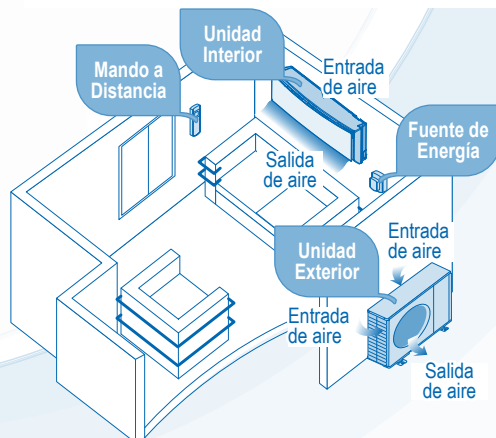 Unidad
Interior
Mando a
Distancia
Entrada
de aire
Fuente de
Energía
Salida
de aire
Unidad
Exterior
Entrada
de aire
Entrada
de aire
Salida
de aire